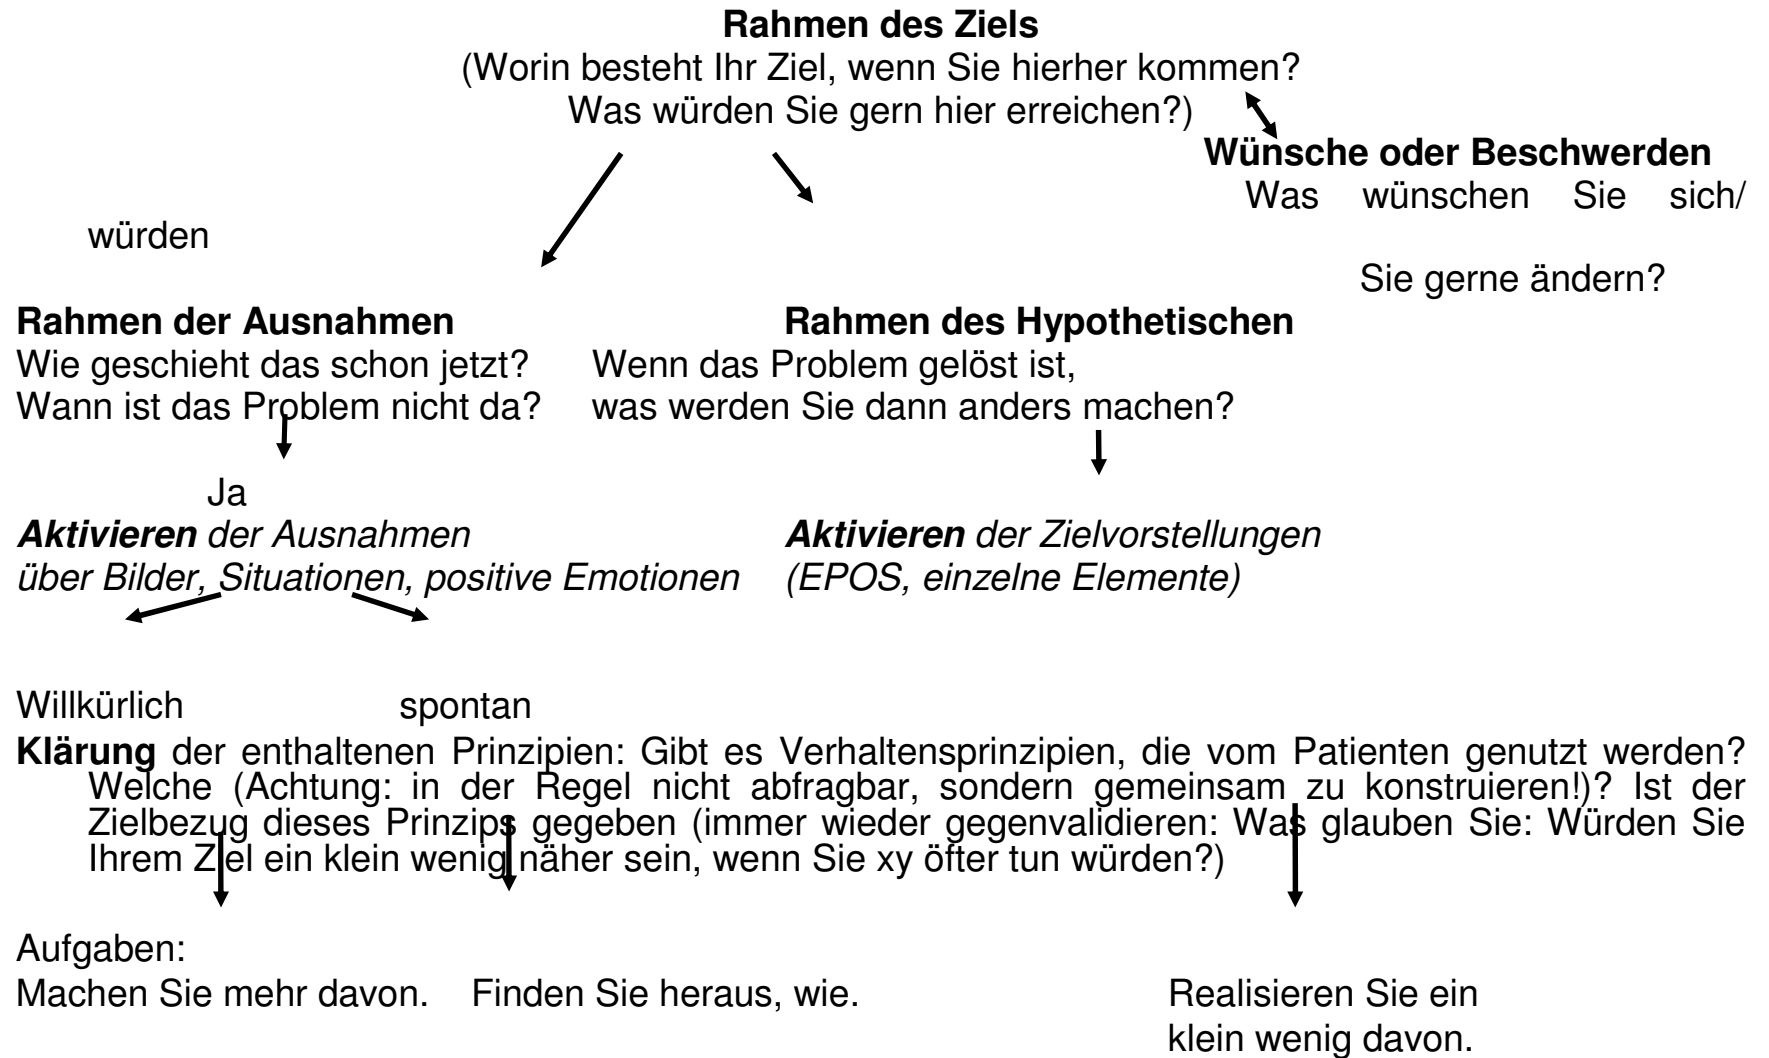 Rahmen des Ziels
(Worin besteht Ihr Ziel, wenn Sie hierher kommen?
Was würden Sie gern hier erreichen?)
Wünsche oder Beschwerden
Was wünschen Sie sich/
würden
Sie gerne ändern?
Rahmen der Ausnahmen Rahmen des Hypothetischen
Wie geschieht das schon jetzt? Wenn das Problem gelöst ist,
Wann ist das Problem nicht da? was werden Sie dann anders machen?
Ja
Aktivieren der Ausnahmen Aktivieren der Zielvorstellungen
über Bilder, Situationen, positive Emotionen (EPOS, einzelne Elemente)
Willkürlich spontan
Klärung der enthaltenen Prinzipien: Gibt es Verhaltensprinzipien, die vom Patienten genutzt werden?
Welche (Achtung: in der Regel nicht abfragbar, sondern gemeinsam zu konstruieren!)? Ist der
Zielbezug dieses Prinzips gegeben (immer wieder gegenvalidieren: Was glauben Sie: Würden Sie
Ihrem Ziel ein klein wenig näher sein, wenn Sie xy öfter tun würden?)
Aufgaben:
Machen Sie mehr davon. Finden Sie heraus, wie. Realisieren Sie ein
klein wenig davon.